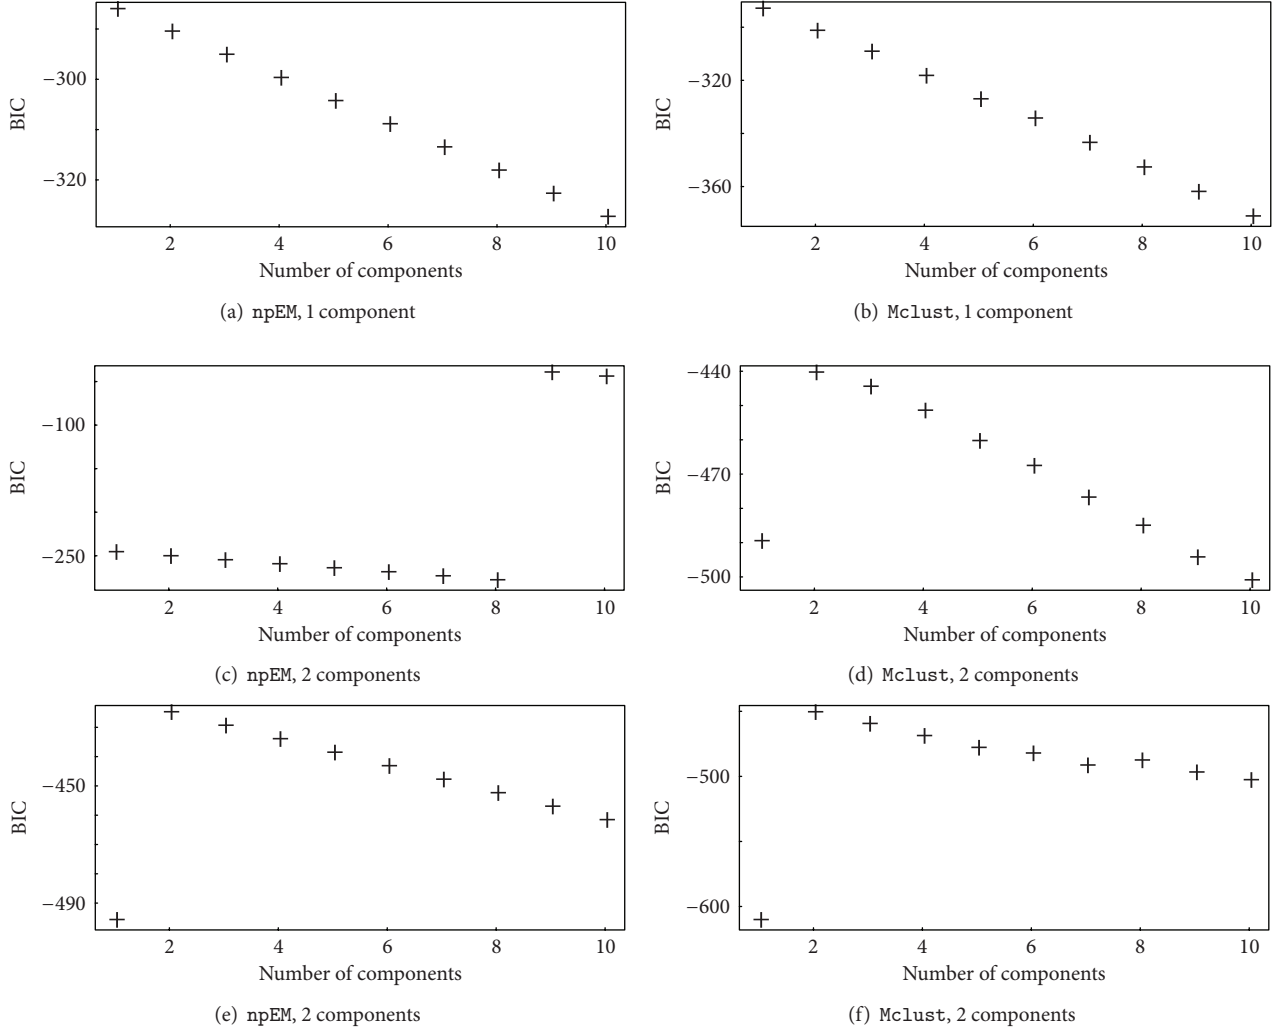 BIC
−300
−320
2 4 6 8 10
Number of components
(a) npEM, 1 component
BIC
−320
−360
2 4 6 8 10
Number of components
(b) Mclust, 1 component
BIC
−100
−250
2 4 6 8 10
Number of components
(c) npEM, 2 components
BIC
−440
−470
−500
2 4 6 8 10
Number of components
(d) Mclust, 2 components
BIC
−450
−490
2 4 6 8 10
Number of components
(e) npEM, 2 components
BIC
−500
−600
2 4 6 8 10
Number of components
(f) Mclust, 2 components